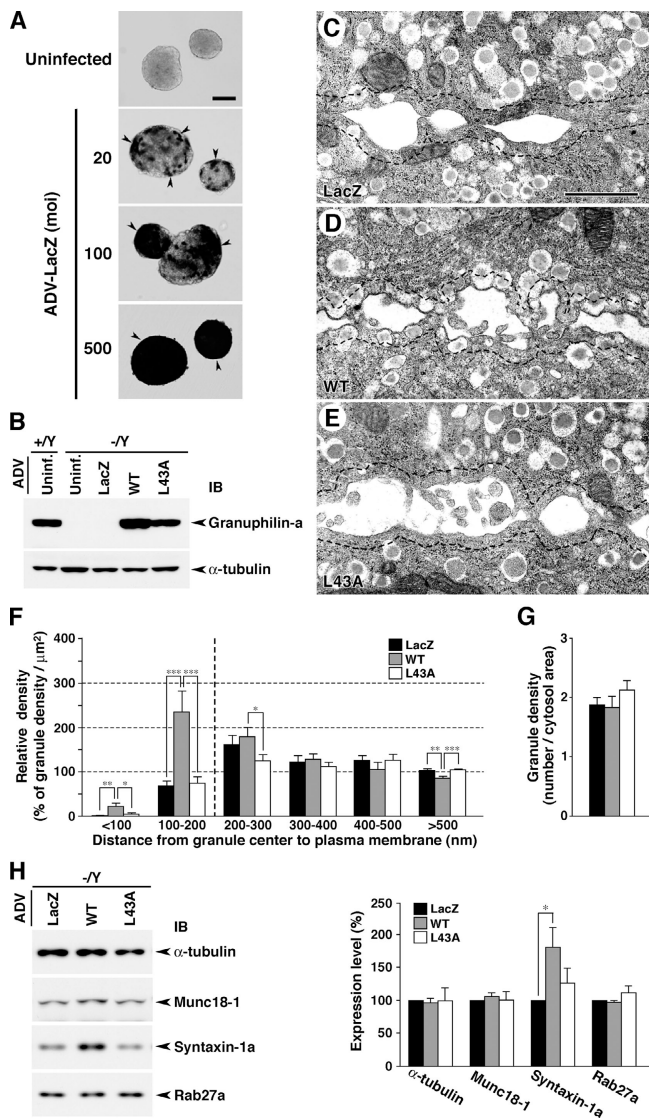 A
Uninfected
ADV-LacZ (moi)
20
100
500
B
ADV
+/Y
-/Y
Uninf.
Uninf.
LacZ
WT
L43A
IB
Granuphilin-a
α-tubulin
C
LacZ
D
WT
E
L43A
F
Relative density
(% of granule density / μm²)
400
300
200
100
0
***
***
**
*
*
**
***
LacZ
WT
L43A
<100
100-200
200-300
300-400
400-500
>500
Distance from granule center to plasma membrane (nm)
G
Granule density
(number / cytosol area)
3
2
1
0
H
ADV
-/Y
LacZ
WT
L43A
IB
α-tubulin
Munc18-1
Syntaxin-1a
Rab27a
Expression level (%)
250
200
150
100
50
0
LacZ
WT
L43A
*
α-tubulin
Munc18-1
Syntaxin-1a
Rab27a